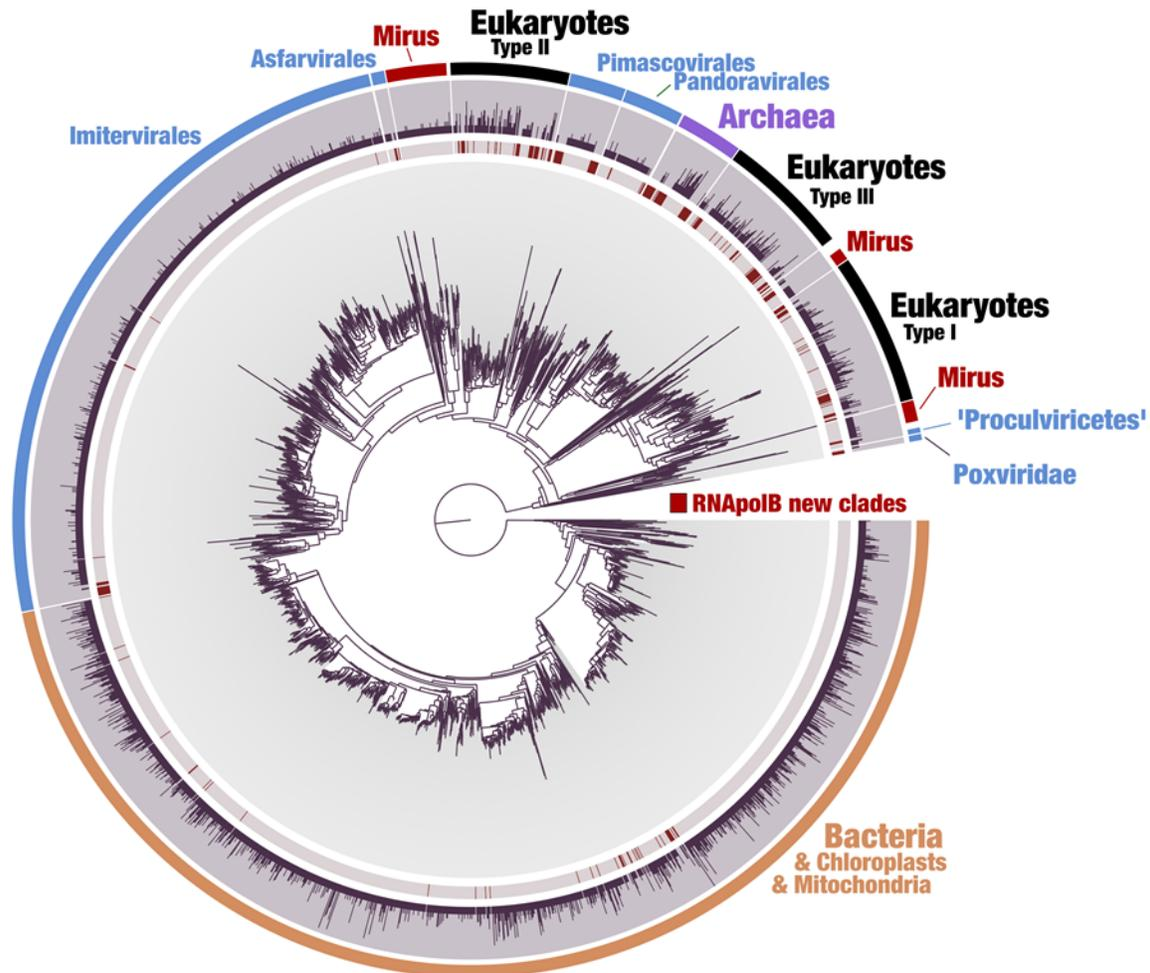 Eukaryotes
Type II
Mirus
Asfarvirales
Pimascovirales
Pandoravirales
Archaea
Imitervirales
Eukaryotes
Type III
Mirus
Eukaryotes
Type I
Mirus
'Proculviricetes'
Poxviridae
RNApolB new clades
Bacteria
& Chloroplasts
& Mitochondria